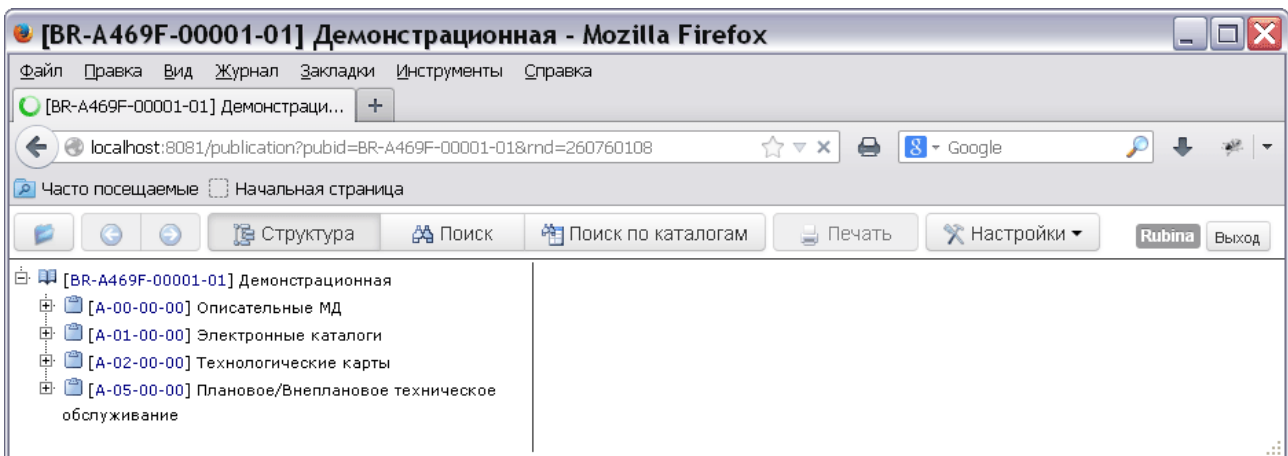 [BR-A469F-00001-01] Демонстрационная - Mozilla Firefox
Файл Правка Вид Журнал Закладки Инструменты Справка
[BR-A469F-00001-01] Демонстраци... +
localhost:8081/publication?pubid=BR-A469F-00001-01&rnd=260760108 8 Google
Часто посещаемые Начальная страница
Структура Поиск Поиск по каталогам Печать Настройки Rubina Выход
[BR-A469F-00001-01] Демонстрационная
[A-00-00-00] Описательные МД
[A-01-00-00] Электронные каталоги
[A-02-00-00] Технологические карты
[A-05-00-00] Плановое/Внеплановое техническое
обслуживание